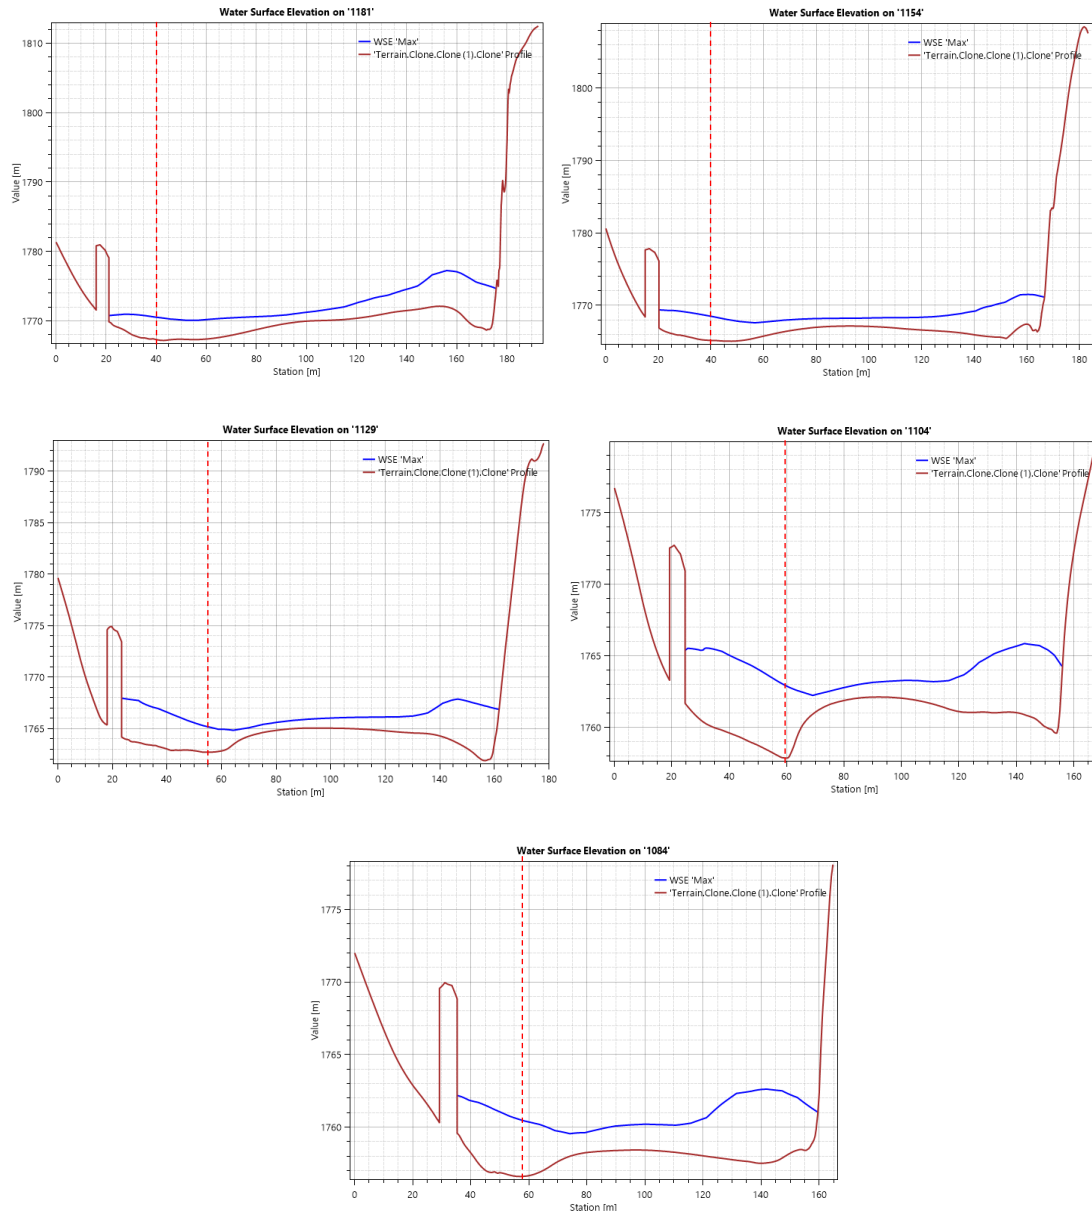 Water Surface Elevation on '1181'
WSE 'Max'
'Terrain.Clone.Clone (1).Clone' Profile
Value [m]
1810
1800
1790
1780
1770
0 20 40 60 80 100 120 140 160 180
Station [m]
Water Surface Elevation on '1154'
WSE 'Max'
'Terrain.Clone.Clone (1).Clone' Profile
Value [m]
1800
1790
1780
1770
0 20 40 60 80 100 120 140 160 180
Station [m]
Water Surface Elevation on '1129'
WSE 'Max'
'Terrain.Clone.Clone (1).Clone' Profile
Value [m]
1790
1785
1780
1775
1770
1765
0 20 40 60 80 100 120 140 160 180
Station [m]
Water Surface Elevation on '1104'
WSE 'Max'
'Terrain.Clone.Clone (1).Clone' Profile
Value [m]
1775
1770
1765
1760
0 20 40 60 80 100 120 140 160
Station [m]
Water Surface Elevation on '1084'
WSE 'Max'
'Terrain.Clone.Clone (1).Clone' Profile
Value [m]
1775
1770
1765
1760
0 20 40 60 80 100 120 140 160
Station [m]